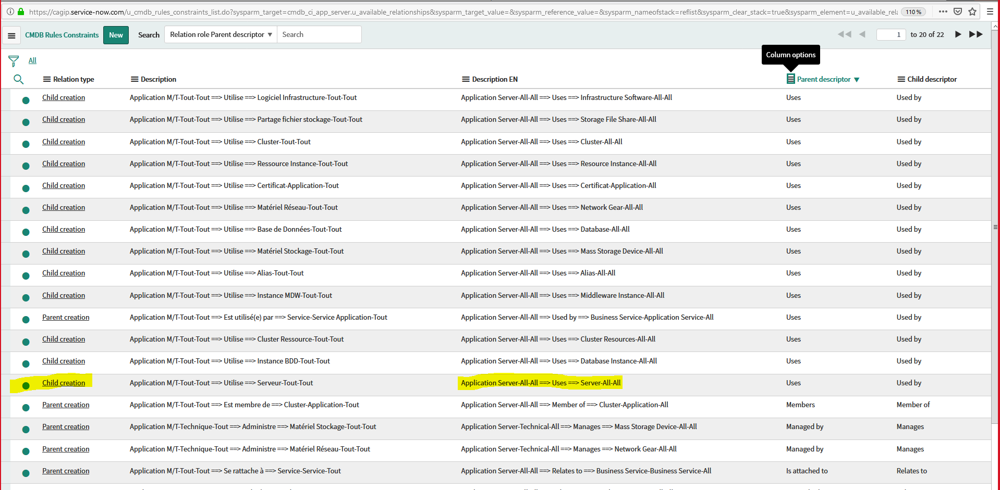 https://cagip.service-now.com/u_cmdb_rules_constraints_list.do?sysparm_target=cmdb_ci_app_server.u_available_relationships&sysparm_target_value=&sysparm_reference_value=&sysparm_nameofstack=reflist&sysparm_clear_stack=true&sysparm_element=u_available_rela 110 %
CMDB Rules Constraints New Search Relation role Parent descriptor ▼ Search 1 to 20 of 22
Column options
All
Relation type Description Description EN Parent descriptor ▼ Child descriptor
Child creation Application M/T-Tout-Tout ==> Utilise ==> Logiciel Infrastructure-Tout-Tout Application Server-All-All ==> Uses ==> Infrastructure Software-All-All Uses Used by
Child creation Application M/T-Tout-Tout ==> Utilise ==> Partage fichier stockage-Tout-Tout Application Server-All-All ==> Uses ==> Storage File Share-All-All Uses Used by
Child creation Application M/T-Tout-Tout ==> Utilise ==> Cluster-Tout-Tout Application Server-All-All ==> Uses ==> Cluster-All-All Uses Used by
Child creation Application M/T-Tout-Tout ==> Utilise ==> Ressource Instance-Tout-Tout Application Server-All-All ==> Uses ==> Resource Instance-All-All Uses Used by
Child creation Application M/T-Tout-Tout ==> Utilise ==> Certificat-Application-Tout Application Server-All-All ==> Uses ==> Certificat-Application-All Uses Used by
Child creation Application M/T-Tout-Tout ==> Utilise ==> Matériel Réseau-Tout-Tout Application Server-All-All ==> Uses ==> Network Gear-All-All Uses Used by
Child creation Application M/T-Tout-Tout ==> Utilise ==> Base de Données-Tout-Tout Application Server-All-All ==> Uses ==> Database-All-All Uses Used by
Child creation Application M/T-Tout-Tout ==> Utilise ==> Matériel Stockage-Tout-Tout Application Server-All-All ==> Uses ==> Mass Storage Device-All-All Uses Used by
Child creation Application M/T-Tout-Tout ==> Utilise ==> Alias-Tout-Tout Application Server-All-All ==> Uses ==> Alias-All-All Uses Used by
Child creation Application M/T-Tout-Tout ==> Utilise ==> Instance MDW-Tout-Tout Application Server-All-All ==> Uses ==> Middleware Instance-All-All Uses Used by
Parent creation Application M/T-Tout-Tout ==> Est utilisé(e) par ==> Service-Service Application-Tout Application Server-All-All ==> Used by ==> Business Service-Application Service-All Uses Used by
Child creation Application M/T-Tout-Tout ==> Utilise ==> Cluster Ressource-Tout-Tout Application Server-All-All ==> Uses ==> Cluster Resources-All-All Uses Used by
Child creation Application M/T-Tout-Tout ==> Utilise ==> Instance BDD-Tout-Tout Application Server-All-All ==> Uses ==> Database Instance-All-All Uses Used by
Child creation Application M/T-Tout-Tout ==> Utilise ==> Serveur-Tout-Tout Application Server-All-All ==> Uses ==> Server-All-All Uses Used by
Parent creation Application M/T-Tout-Tout ==> Est membre de ==> Cluster-Application-Tout Application Server-All-All ==> Member of ==> Cluster-Application-All Members Member of
Parent creation Application M/T-Technique-Tout ==> Administre ==> Matériel Stockage-Tout-Tout Application Server-Technical-All ==> Manages ==> Mass Storage Device-All-All Managed by Manages
Parent creation Application M/T-Technique-Tout ==> Administre ==> Matériel Réseau-Tout-Tout Application Server-Technical-All ==> Manages ==> Network Gear-All-All Managed by Manages
Parent creation Application M/T-Tout-Tout ==> Se rattache à ==> Service-Service-Tout Application Server-All-All ==> Relates to ==> Business Service-Business Service-All Is attached to Relates to